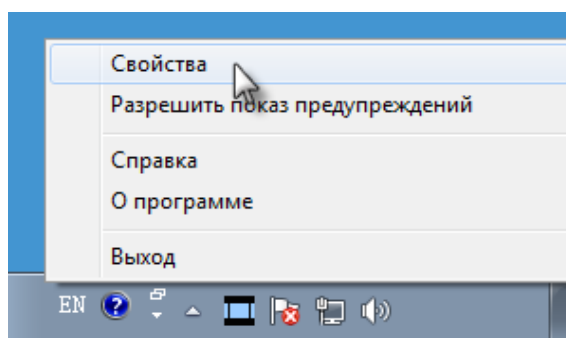 Свойства
Разрешить показ предупреждений
Справка
О программе
Выход
EN